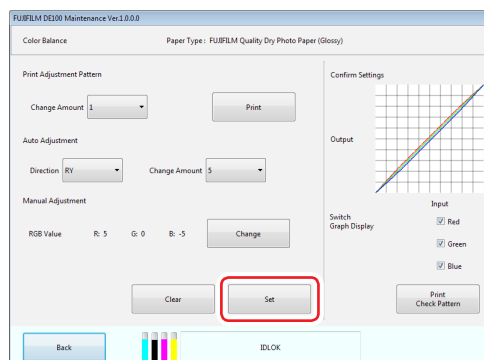 FUJIFILM DE100 Maintenance Ver.1.0.0.0
Color Balance Paper Type : FUJIFILM Quality Dry Photo Paper (Glossy)
Print Adjustment Pattern
Change Amount 1 Print
Auto Adjustment
Direction RY Change Amount 5
Manual Adjustment
RGB Value R: 5 G: 0 B: -5 Change
Clear Set
Confirm Settings
Output
Input
Switch
Graph Display
Red
Green
Blue
Print
Check Pattern
Back IDLOK